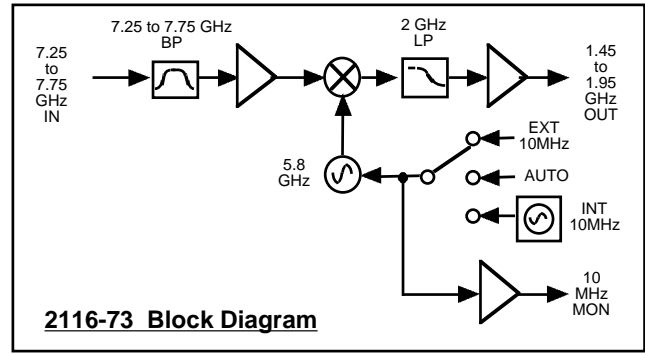 7.25 to 7.75 GHz
BP
2 GHz
LP
7.25
to
7.75
GHz
IN
1.45
to
1.95
GHz
OUT
5.8
GHz
EXT
10MHz
AUTO
INT
10MHz
10
MHz
MON
2116-73 Block Diagram